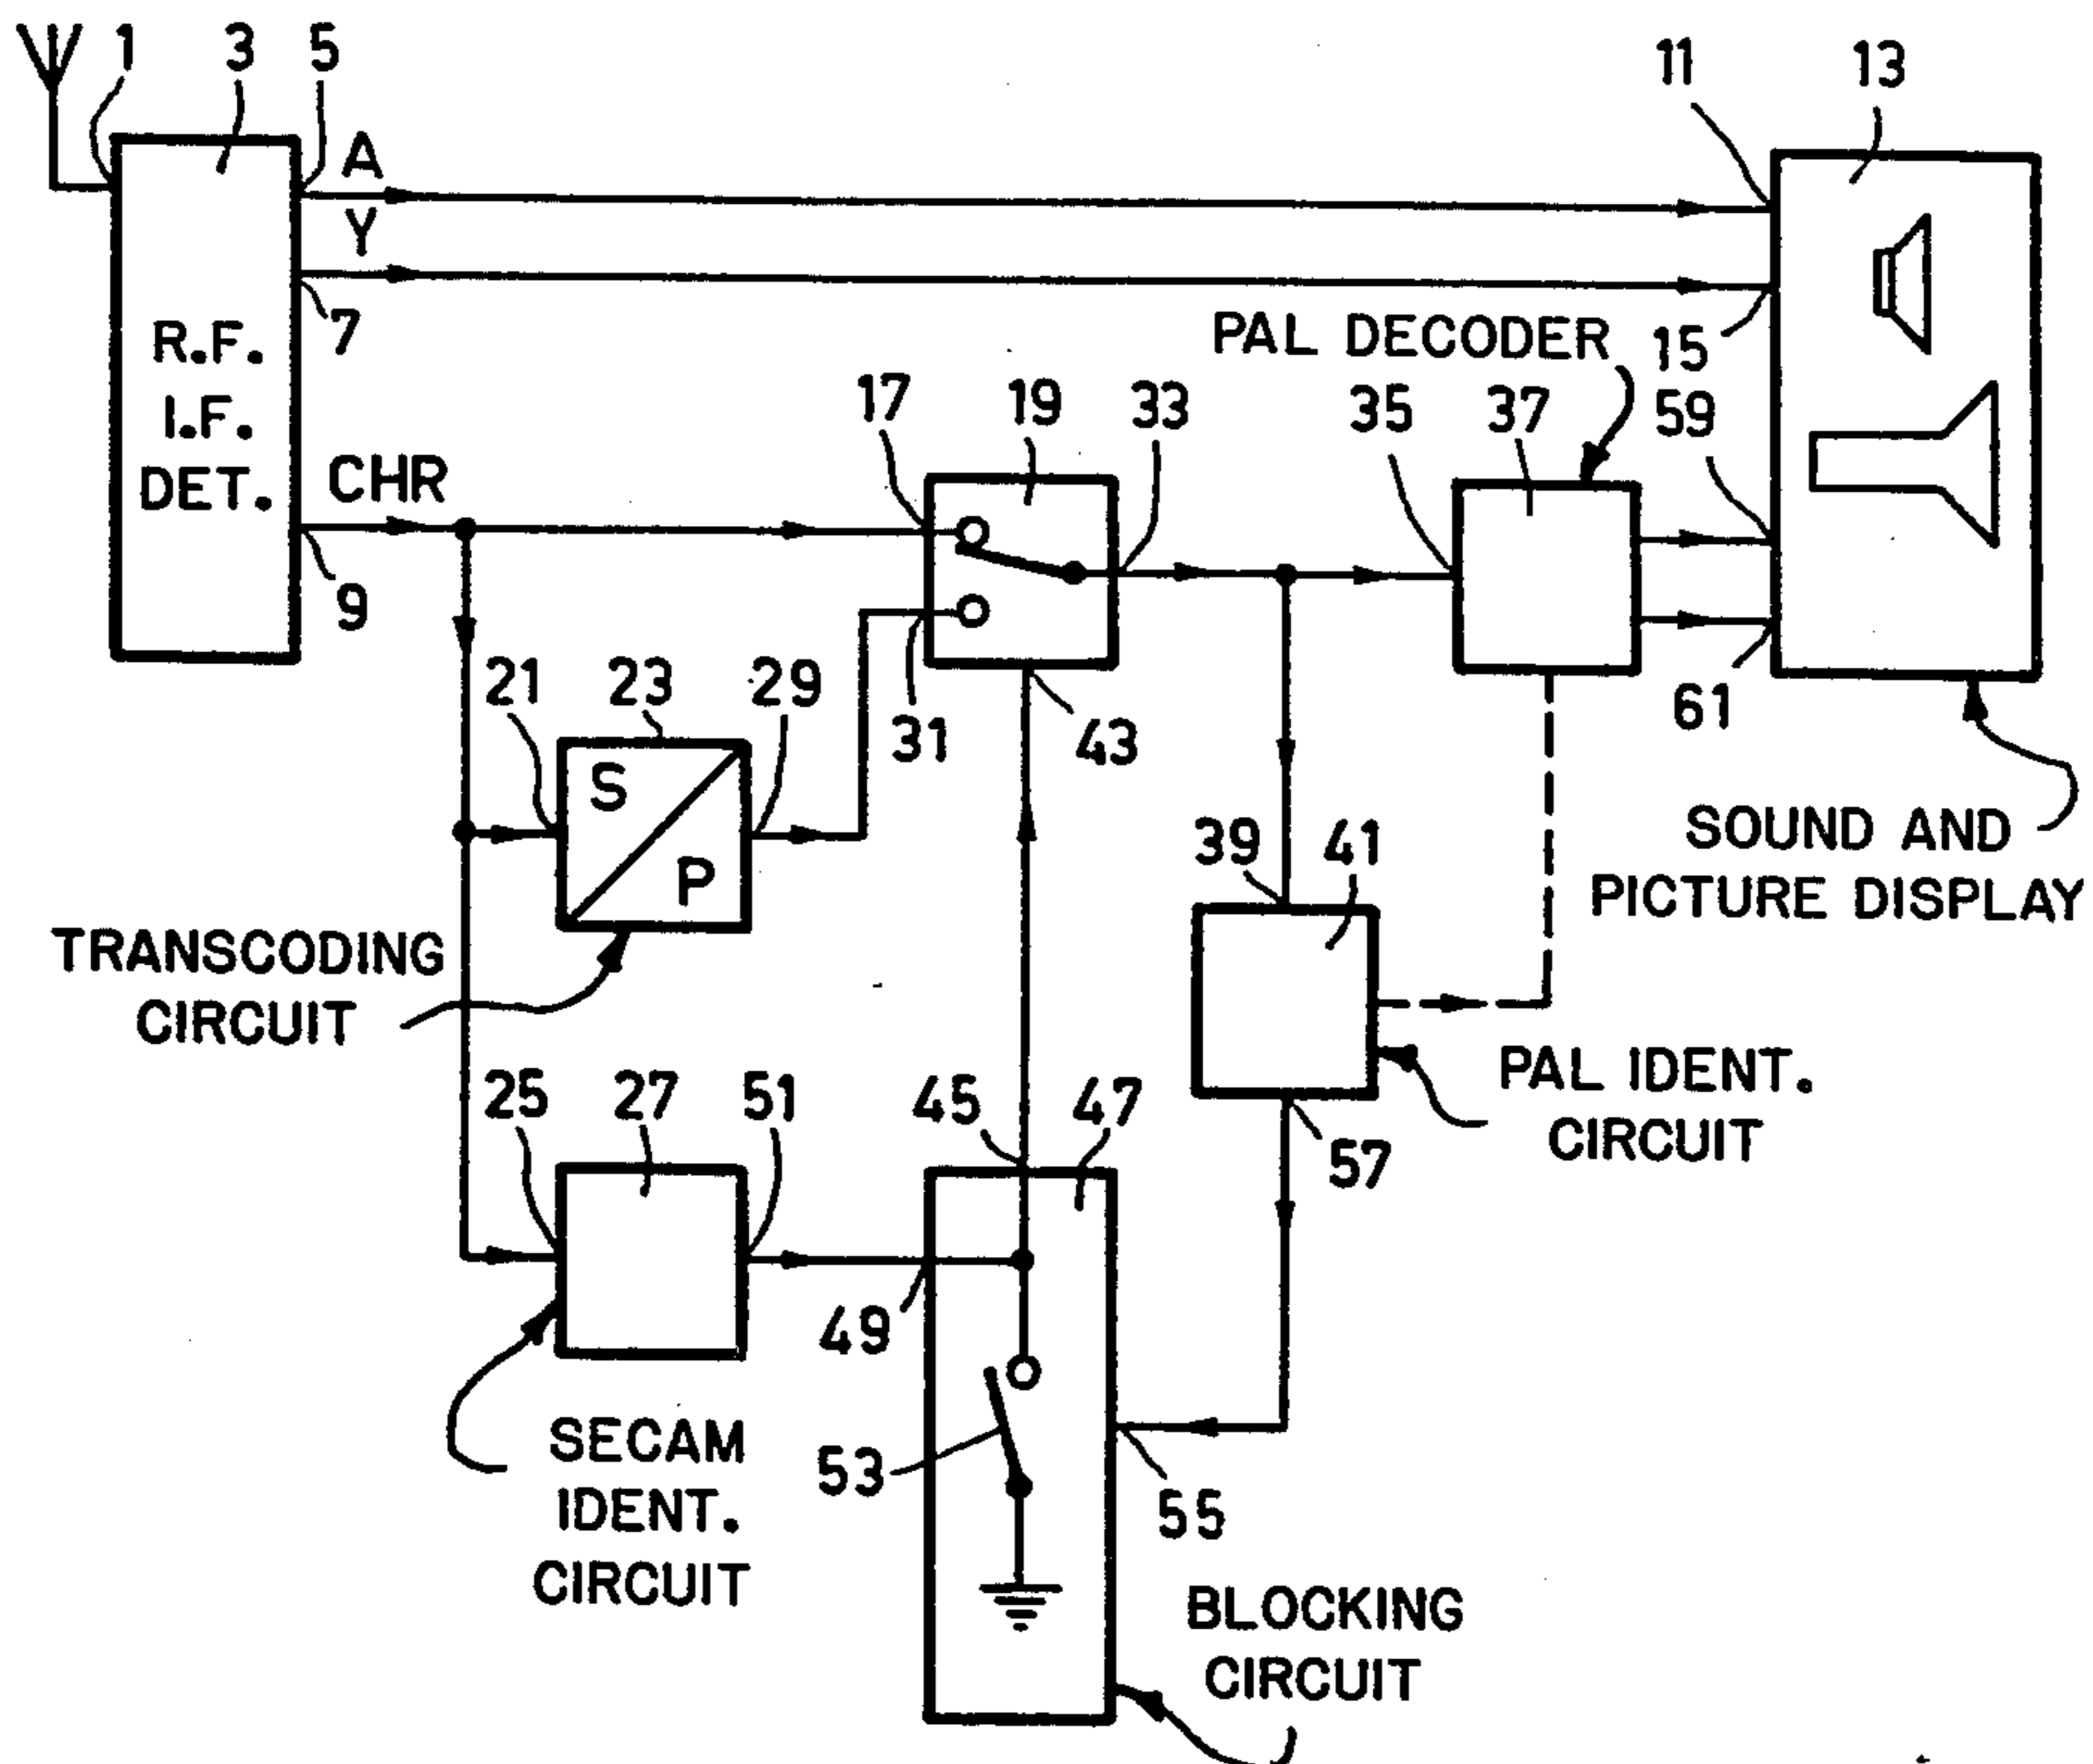 1
3
5
11
13
A
Y
7
R.F.
I.F.
DET.
PAL DECODER
15
17
19
33
35
37
59
CHR
9
21
23
29
31
43
61
S
P
39
41
SOUND AND
PICTURE DISPLAY
TRANSCODING
CIRCUIT
25
27
51
45
47
PAL IDENT.
CIRCUIT
57
49
SECAM
IDENT.
CIRCUIT
53
55
BLOCKING
CIRCUIT